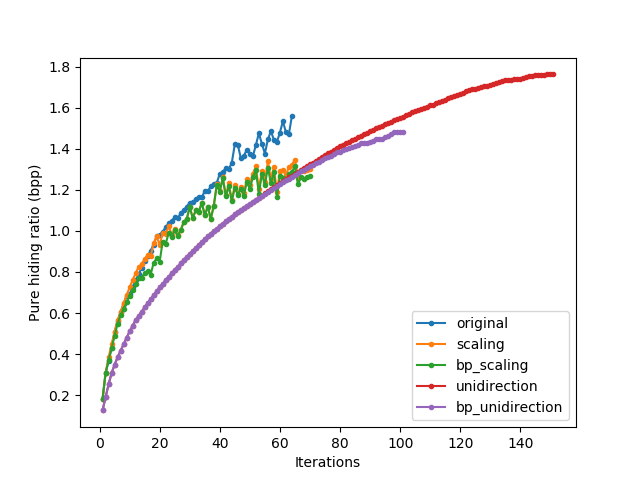 1.8
1.6
1.4
1.2
1.0
0.8
0.6
0.4
0.2
Pure hiding ratio (bpp)
0 20 40 60 80 100 120 140
Iterations
original
scaling
bp_scaling
unidirection
bp_unidirection